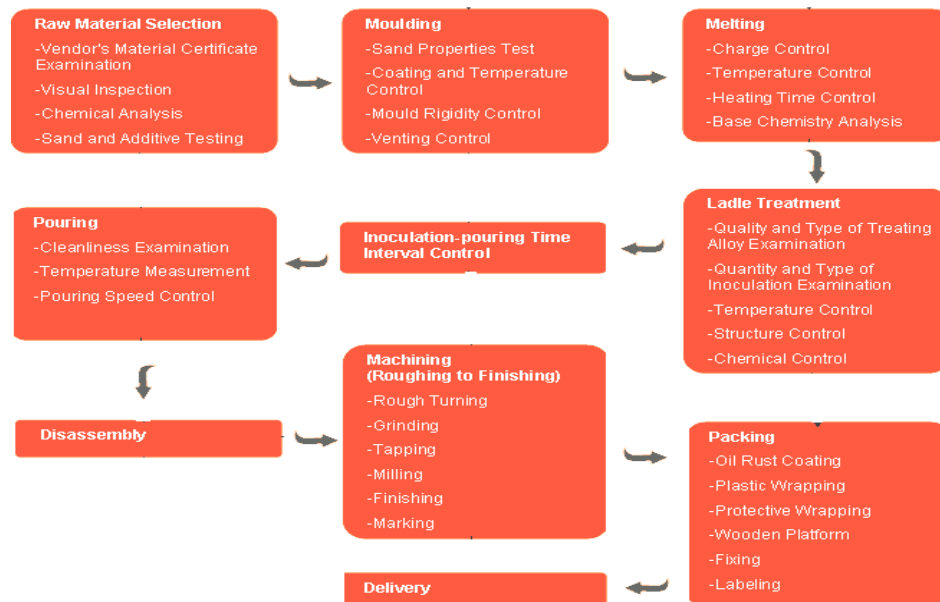 Raw Material Selection
-Vendor's Material Certificate
Examination
-Visual Inspection
-Chemical Analysis
-Sand and Additive Testing
Moulding
-Sand Properties Test
-Coating and Temperature
Control
-Mould Rigidity Control
-Venting Control
Melting
-Charge Control
-Temperature Control
-Heating Time Control
-Base Chemistry Analysis
Ladle Treatment
-Quality and Type of Treating
Alloy Examination
-Quantity and Type of
Inoculation Examination
-Temperature Control
-Structure Control
-Chemical Control
Inoculation-pouring Time
Interval Control
Pouring
-Cleanliness Examination
-Temperature Measurement
-Pouring Speed Control
Disassembly
Machining
(Roughing to Finishing)
-Rough Turning
-Grinding
-Tapping
-Milling
-Finishing
-Marking
Packing
-Oil Rust Coating
-Plastic Wrapping
-Protective Wrapping
-Wooden Platform
-Fixing
-Labeling
Delivery